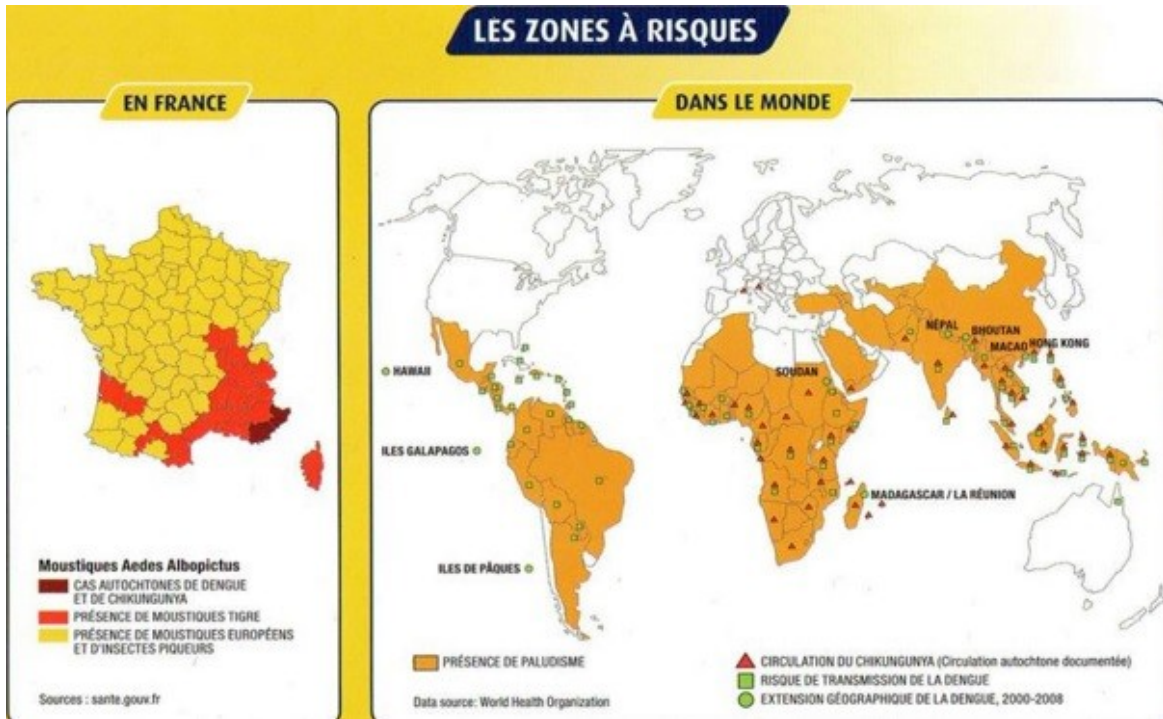 LES ZONES À RISQUES
EN FRANCE
Moustiques Aedes Albopictus
CAS AUTOCHTONES DE DENGUE
ET DE CHIKUNGUNYA
PRÉSENCE DE MOUSTIQUES TIGRE
PRÉSENCE DE MOUSTIQUES EUROPÉENS
ET D'INSECTES PIQUEURS
Sources : sante.gouv.fr
DANS LE MONDE
HAWAII
ILES GALAPAGOS
ILES DE PÂQUES
SOUDAN
NÉPAL
BHOUTAN
MACAO
HONG KONG
MADAGASCAR / LA RÉUNION
PRÉSENCE DE PALUDISME
Data source: World Health Organization
CIRCULATION DU CHIKUNGUNYA (Circulation autochtone documentée)
RISQUE DE TRANSMISSION DE LA DENGUE
EXTENSION GÉOGRAPHIQUE DE LA DENGUE, 2000-2008